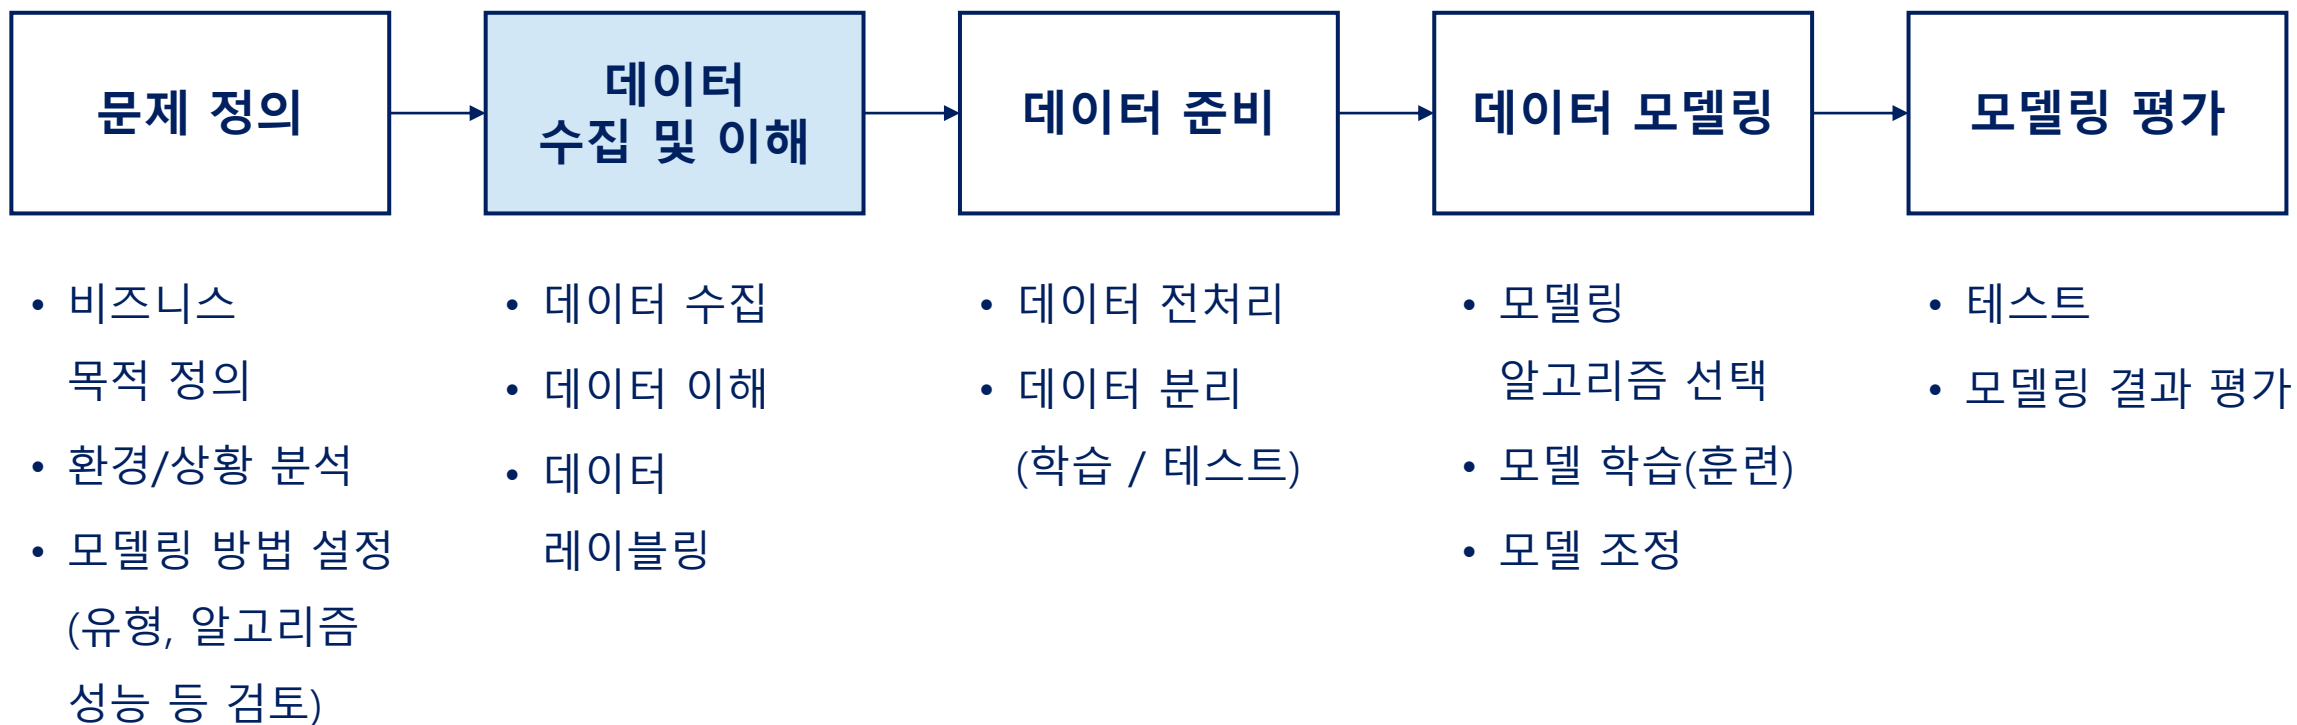 문제 정의
데이터
수집 및 이해
데이터 준비
데이터 모델링
모델링 평가
• 비즈니스
목적 정의
• 환경/상황 분석
• 모델링 방법 설정
(유형, 알고리즘
성능 등 검토)
• 데이터 수집
• 데이터 이해
• 데이터
레이블링
• 데이터 전처리
• 데이터 분리
(학습 / 테스트)
• 모델링
알고리즘 선택
• 모델 학습(훈련)
• 모델 조정
• 테스트
• 모델링 결과 평가